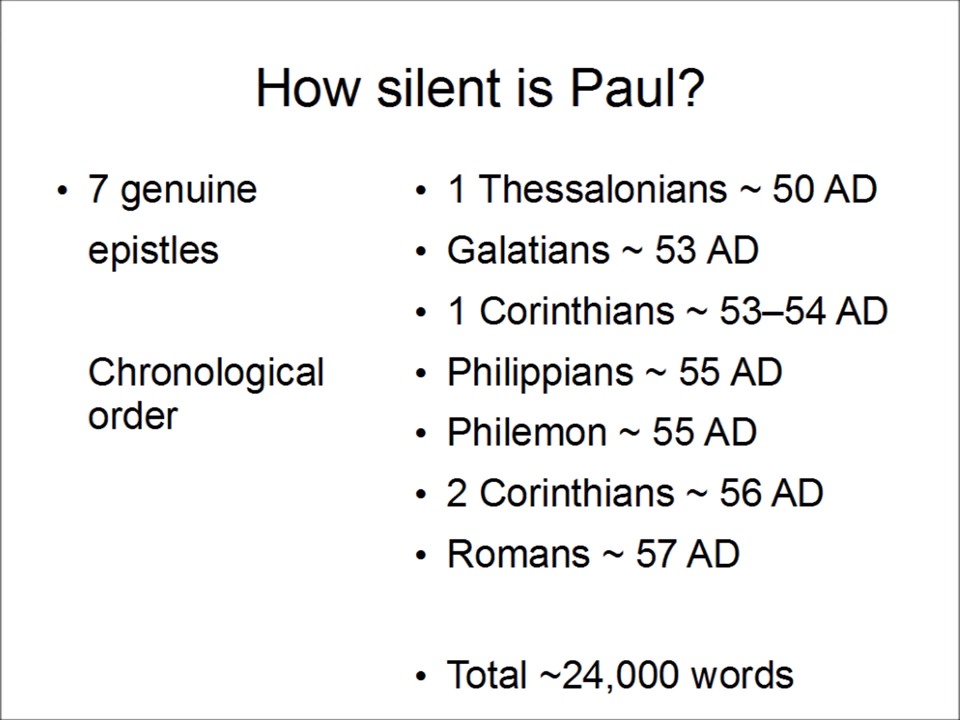 How silent is Paul?
• 7 genuine
epistles
Chronological
order
• 1 Thessalonians ~ 50 AD
• Galatians ~ 53 AD
• 1 Corinthians ~ 53–54 AD
• Philippians ~ 55 AD
• Philemon ~ 55 AD
• 2 Corinthians ~ 56 AD
• Romans ~ 57 AD
• Total ~24,000 words